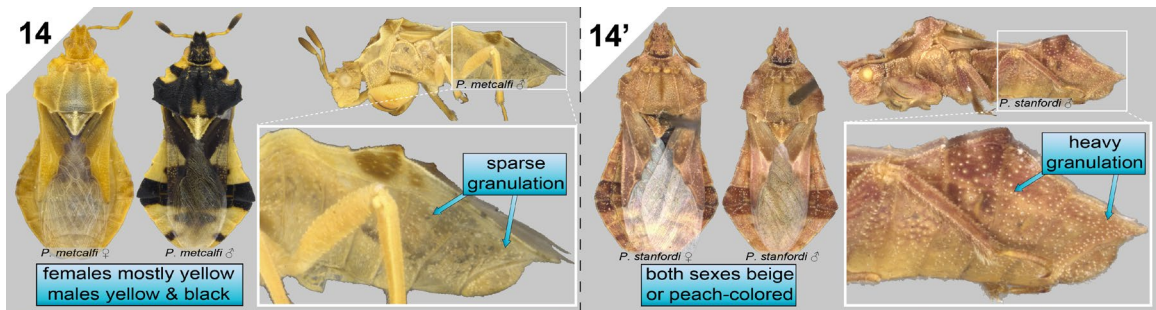 14
P. metcalfi ♂
sparse
granulation
P. metcalfi ♀
P. metcalfi ♂
females mostly yellow
males yellow & black
14’
P. stanfordi ♂
heavy
granulation
P. stanfordi ♀
P. stanfordi ♂
both sexes beige
or peach-colored